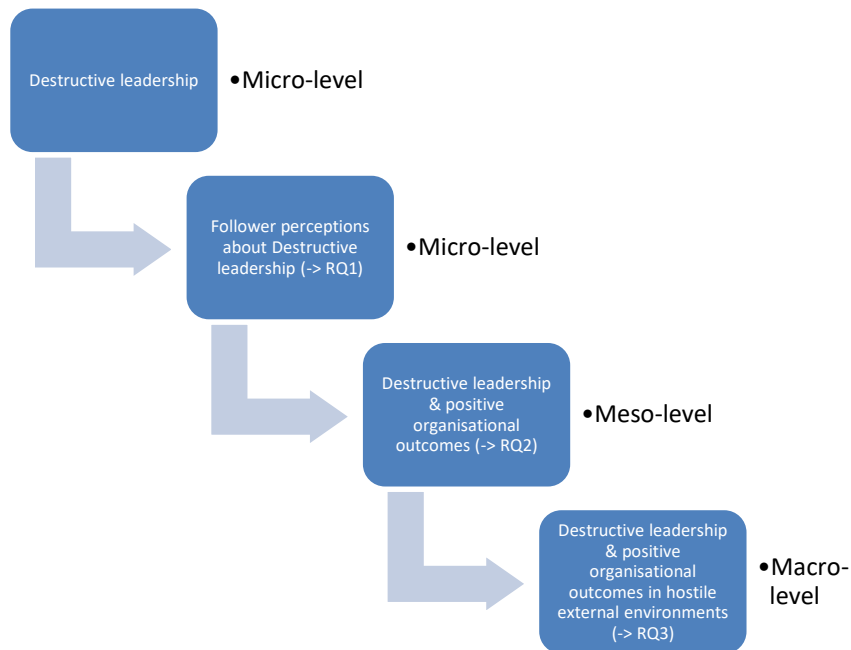 Destructive leadership
•Micro-level
Follower perceptions
about Destructive
leadership (-> RQ1)
•Micro-level
Destructive leadership
& positive
organisational
outcomes (-> RQ2)
•Meso-level
Destructive leadership
& positive
organisational
outcomes in hostile
external environments
(-> RQ3)
•Macro-
level